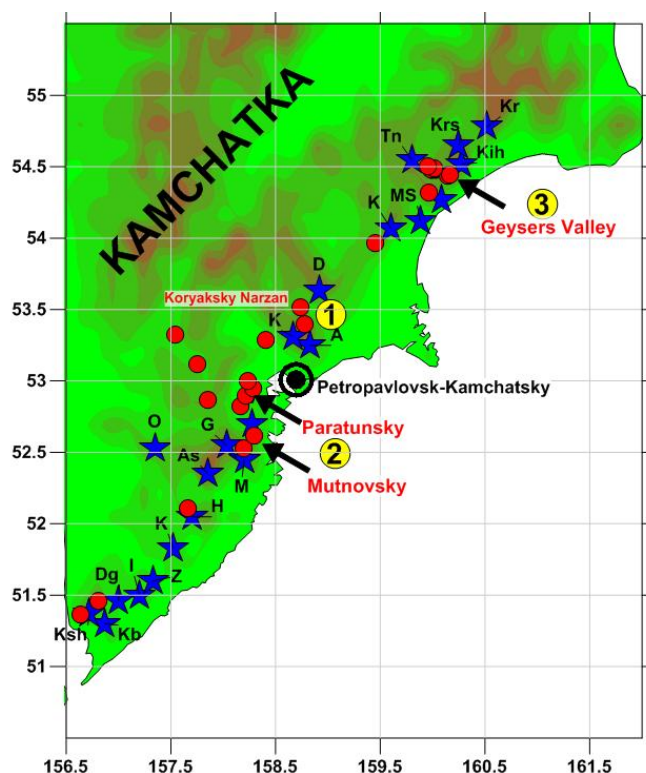 KAMCHATKA
55
54.5
54
53.5
53
52.5
52
51.5
51
156.5
157.5
158.5
159.5
160.5
161.5
Kr
Krs
Tn
Kih
MS
K
3
Geysers Valley
D
Koryaksky Narzan
1
K
A
Petropavlovsk-Kamchatsky
G
O
Paratunsky
2
As
M
Mutnovsky
H
K
I
Dg
Z
Ksh
Kb